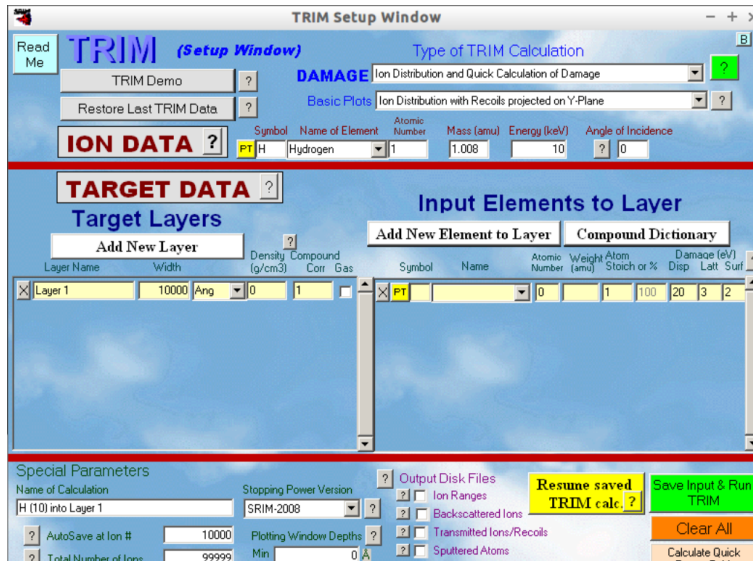 TRIM Setup Window
Read Me
TRIM (Setup Window)
Type of TRIM Calculation
B
TRIM Demo ?
DAMAGE Ion Distribution and Quick Calculation of Damage ?
Restore Last TRIM Data ?
Basic Plots Ion Distribution with Recoils projected on Y-Plane ?
ION DATA ?
Symbol Name of Element Atomic Number Mass (amu) Energy (keV) Angle of Incidence
PT H Hydrogen 1 1.008 10 ? 0
TARGET DATA ?
Target Layers
Input Elements to Layer
Add New Layer
?
Add New Element to Layer Compound Dictionary
Layer Name Width Density (g/cm3) Compound Corr Gas
Symbol Name Atomic Number Weight (amu) Atom Stoich or % Damage (eV) Disp Latt Surf
X Layer 1 10000 Ang 0 1
X PT 0 1 100 20 3 2
Special Parameters
Name of Calculation
H (10) into Layer 1
Stopping Power Version
SRIM-2008 ?
? AutoSave at Ion # 10000
Plotting Window Depths ?
? Total Number of Ions 99999
Min 0 Å
? Output Disk Files
? Ion Ranges
? Backscattered Ions
? Transmitted Ions/Recoils
? Sputtered Atoms
Resume saved TRIM calc. ?
Save Input & Run TRIM
Clear All
Calculate Quick